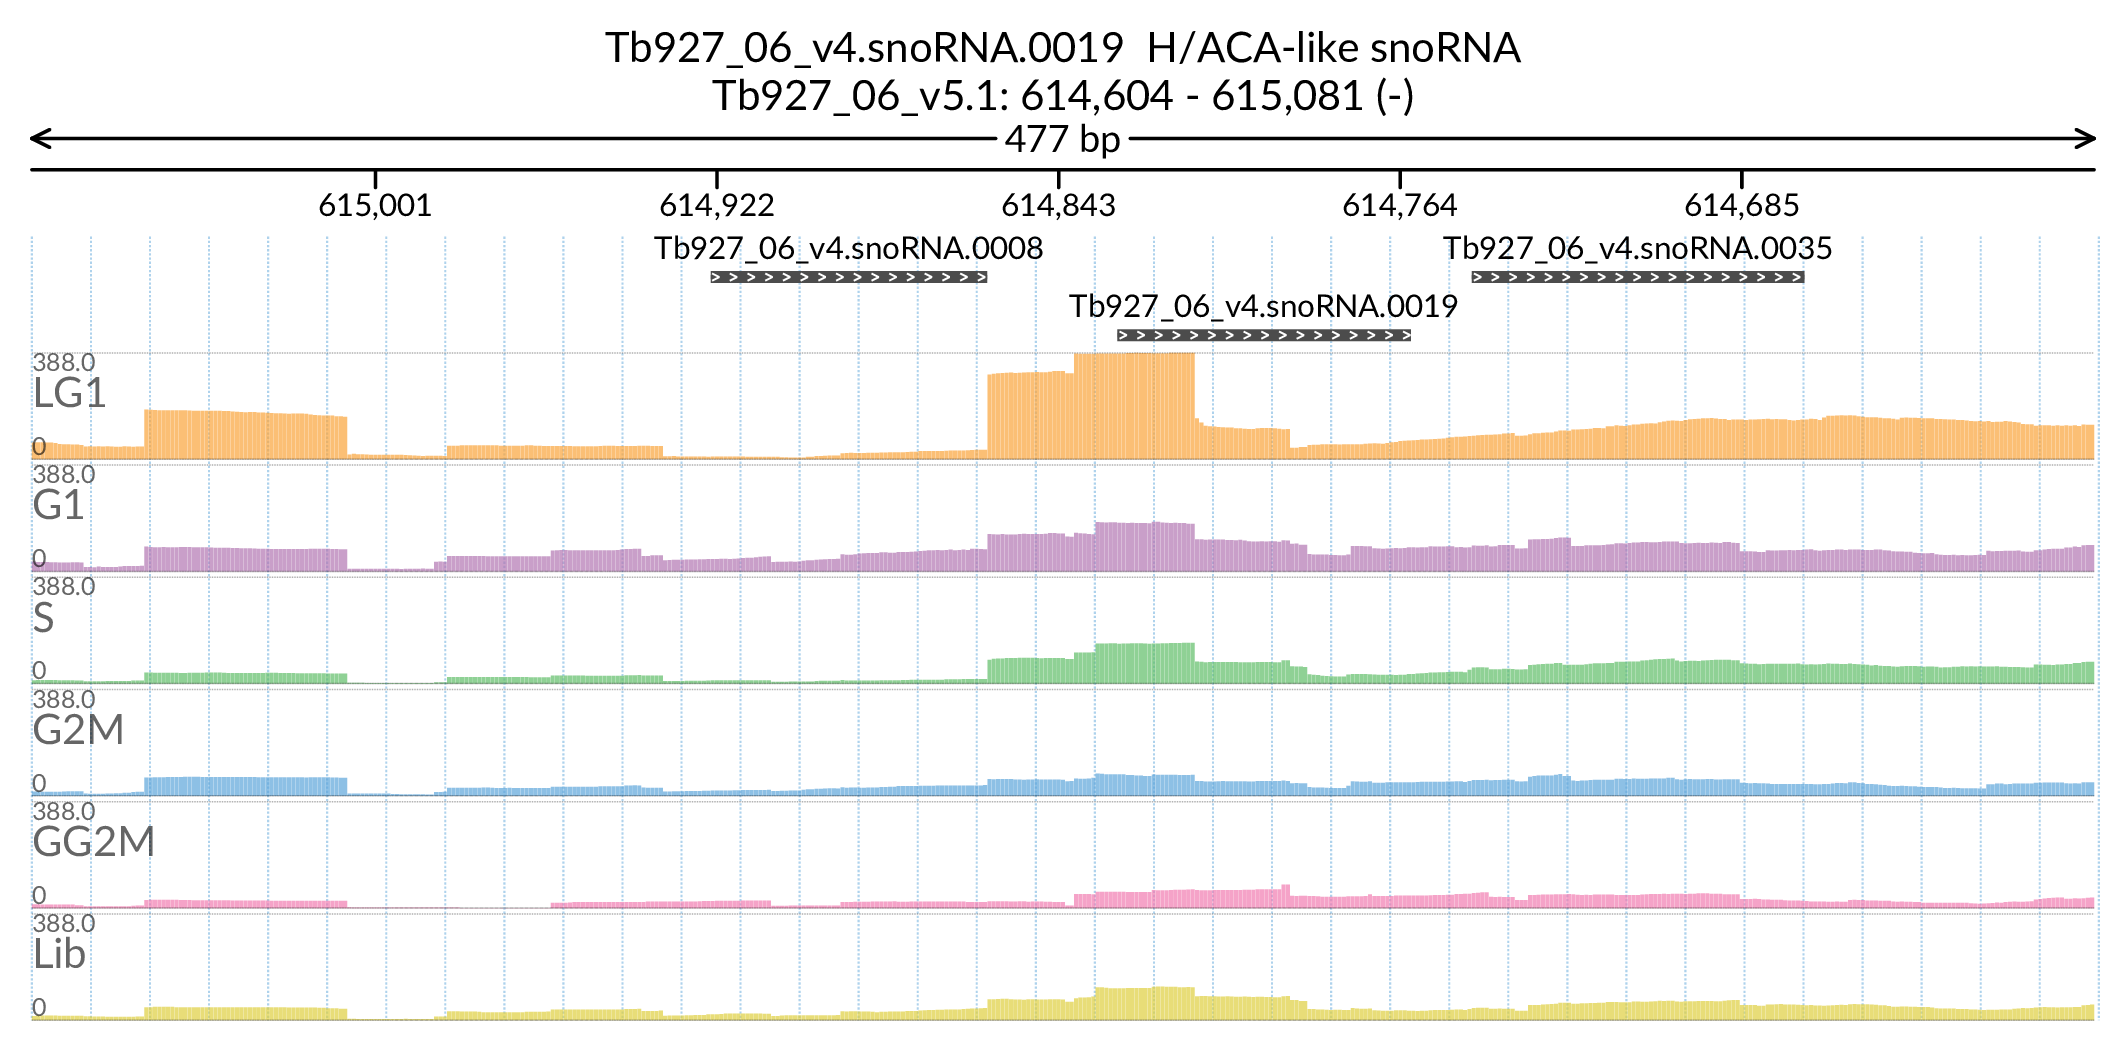 Tb927_06_v4.snoRNA.0019 H/ACA-like snoRNA
Tb927_06_v5.1: 614,604 - 615,081 (-)
477 bp
615,001 614,922 614,843 614,764 614,685
Tb927_06_v4.snoRNA.0008 Tb927_06_v4.snoRNA.0035
Tb927_06_v4.snoRNA.0019
388.0
LG1
0
388.0
G1
0
388.0
S
0
388.0
G2M
0
388.0
GG2M
0
388.0
Lib
0